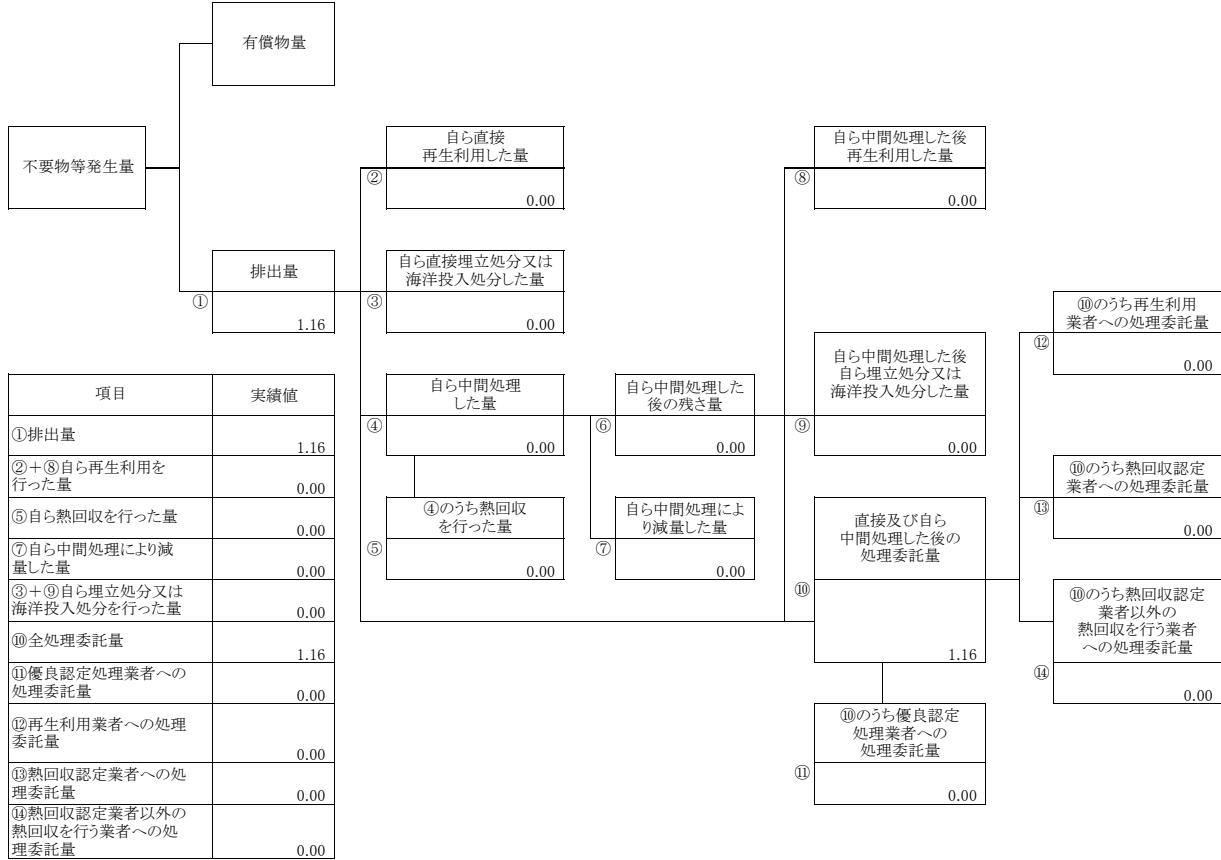 有償物量
不要物等発生量
自ら直接
再生利用した量
②
0.00
自ら中間処理した後
再生利用した量
⑧
0.00
排出量
①
1.16
自ら直接埋立処分又は
海洋投入処分した量
③
0.00
⑩のうち再生利用
業者への処理委託量
⑫
0.00
自ら中間処理
した量
④
0.00
自ら中間処理した
後の残さ量
⑥
0.00
自ら中間処理した後
自ら埋立処分又は
海洋投入処分した量
⑨
0.00
⑩のうち熱回収認定
業者への処理委託量
⑬
0.00
④のうち熱回収
を行った量
⑤
0.00
自ら中間処理によ
り減量した量
⑦
0.00
直接及び自ら
中間処理した後の
処理委託量
⑩
1.16
⑩のうち熱回収認定
業者以外の
熱回収を行う業者
への処理委託量
⑭
0.00
⑩のうち優良認定
処理業者への
処理委託量
⑪
0.00
項目 実績値
①排出量
1.16
②＋⑧自ら再生利用を
行った量
0.00
⑤自ら熱回収を行った量
0.00
⑦自ら中間処理により減
量した量
0.00
③＋⑨自ら埋立処分又は
海洋投入処分を行った量
0.00
⑩全処理委託量
1.16
⑪優良認定処理業者への
処理委託量
0.00
⑫再生利用業者への処理
委託量
0.00
⑬熱回収認定業者への処
理委託量
0.00
⑭熱回収認定業者以外の
熱回収を行う業者への処
理委託量
0.00